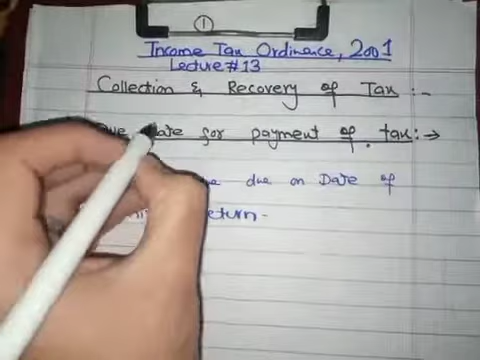 1
Income Tax Ordinance, 2001
Lecture #13
Collection & Recovery of Tax :-
Date for payment of tax :→
due on Date of
return.